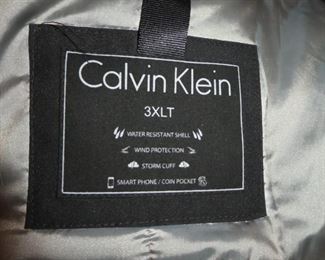 Calvin Klein
3XLT
WATER RESISTANT SHELL
WIND PROTECTION
STORM CUFF
SMART PHONE / COIN POCKET